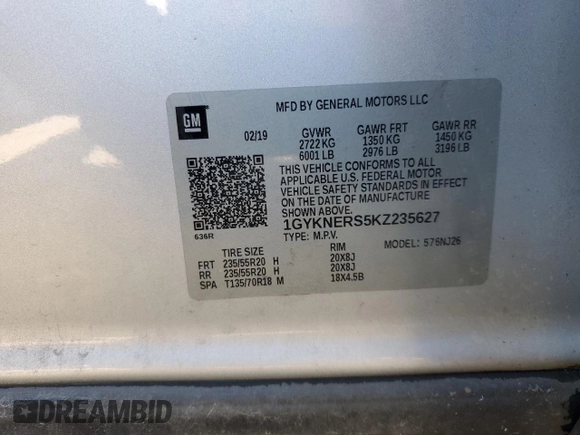 MFD BY GENERAL MOTORS LLC
GM
02/19 GVWR GAWR FRT GAWR RR
2722 KG 1350 KG 1450 KG
6001 LB 2976 LB 3196 LB
THIS VEHICLE CONFORMS TO ALL
APPLICABLE U.S. FEDERAL MOTOR
VEHICLE SAFETY STANDARDS IN EFFECT
ON THE DATE OF MANUFACTURE
SHOWN ABOVE.
1GYKNERS5KZ235627
636R TYPE: M.P.V. MODEL: 576NJ26
TIRE SIZE RIM
FRT 235/55R20 H 20X8J
RR 235/55R20 H 20X8J
SPA T135/70R18 M 18X4.5B
DREAMBID